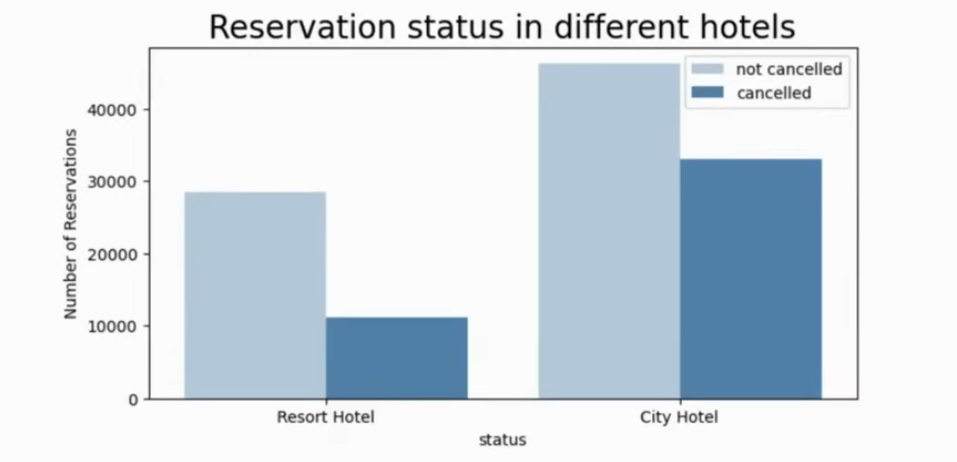 Reservation status in different hotels
not cancelled
cancelled
Number of Reservations
40000
30000
20000
10000
0
Resort Hotel
City Hotel
status